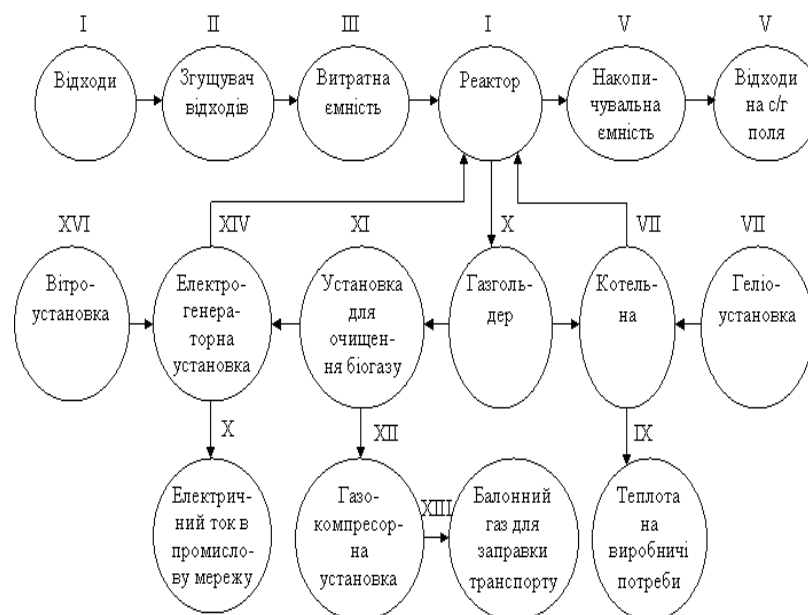 I
II
III
I
V
V
Відходи
Згущувач
відходів
Витратна
ємність
Реактор
Накопи-
чувальна
ємність
Відходи
на с/г
поля
XVI
XIV
XI
X
VII
VII
Вітро-
установка
Електро-
генера-
торна
установка
Установка
для
очищен-
ня біогазу
Газголь-
дер
Котель-
на
Геліо-
установка
X
XII
XIII
IX
Електрич-
ний ток в
промисло-
ву мережу
Газо-
компресор-
на
установка
Балонний
газ для
заправки
транспорту
Теплота
на
виробничі
потреби